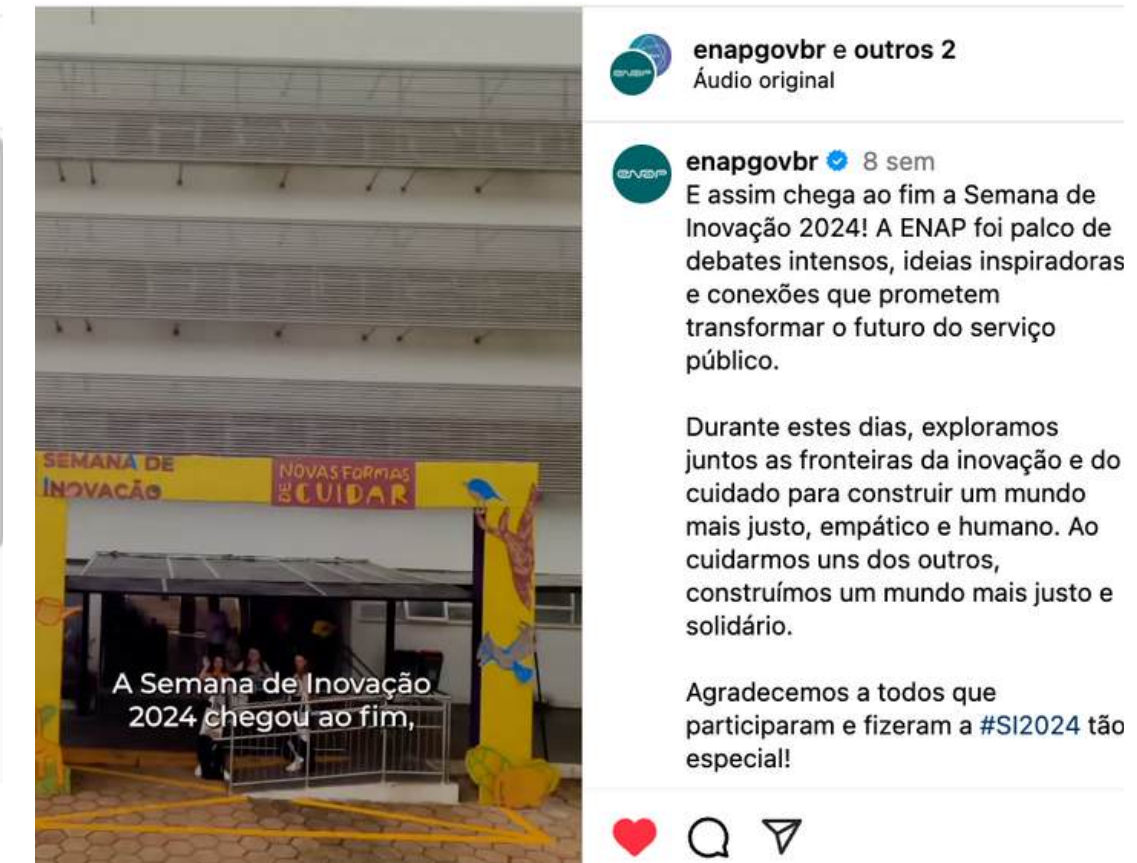 SEMANA DE
INOVAÇÃO
NOVAS FORMAS
DE CUIDAR
A Semana de Inovação
2024 chegou ao fim,
enap
enapgovbr e outros 2
Áudio original
enap
enapgovbr 8 sem
E assim chega ao fim a Semana de
Inovação 2024! A ENAP foi palco de
debates intensos, ideias inspiradoras
e conexões que prometem
transformar o futuro do serviço
público.
Durante estes dias, exploramos
juntos as fronteiras da inovação e do
cuidado para construir um mundo
mais justo, empático e humano. Ao
cuidarmos uns dos outros,
construímos um mundo mais justo e
solidário.
Agradecemos a todos que
participaram e fizeram a #SI2024 tão
especial!